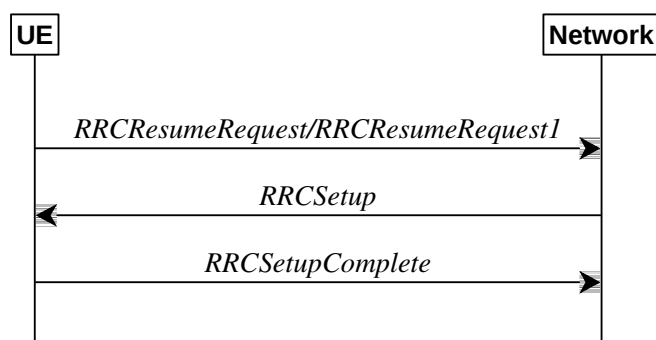 UE
Network
RRCResumeRequest/RRCResumeRequest1
RRCSetup
RRCSetupComplete